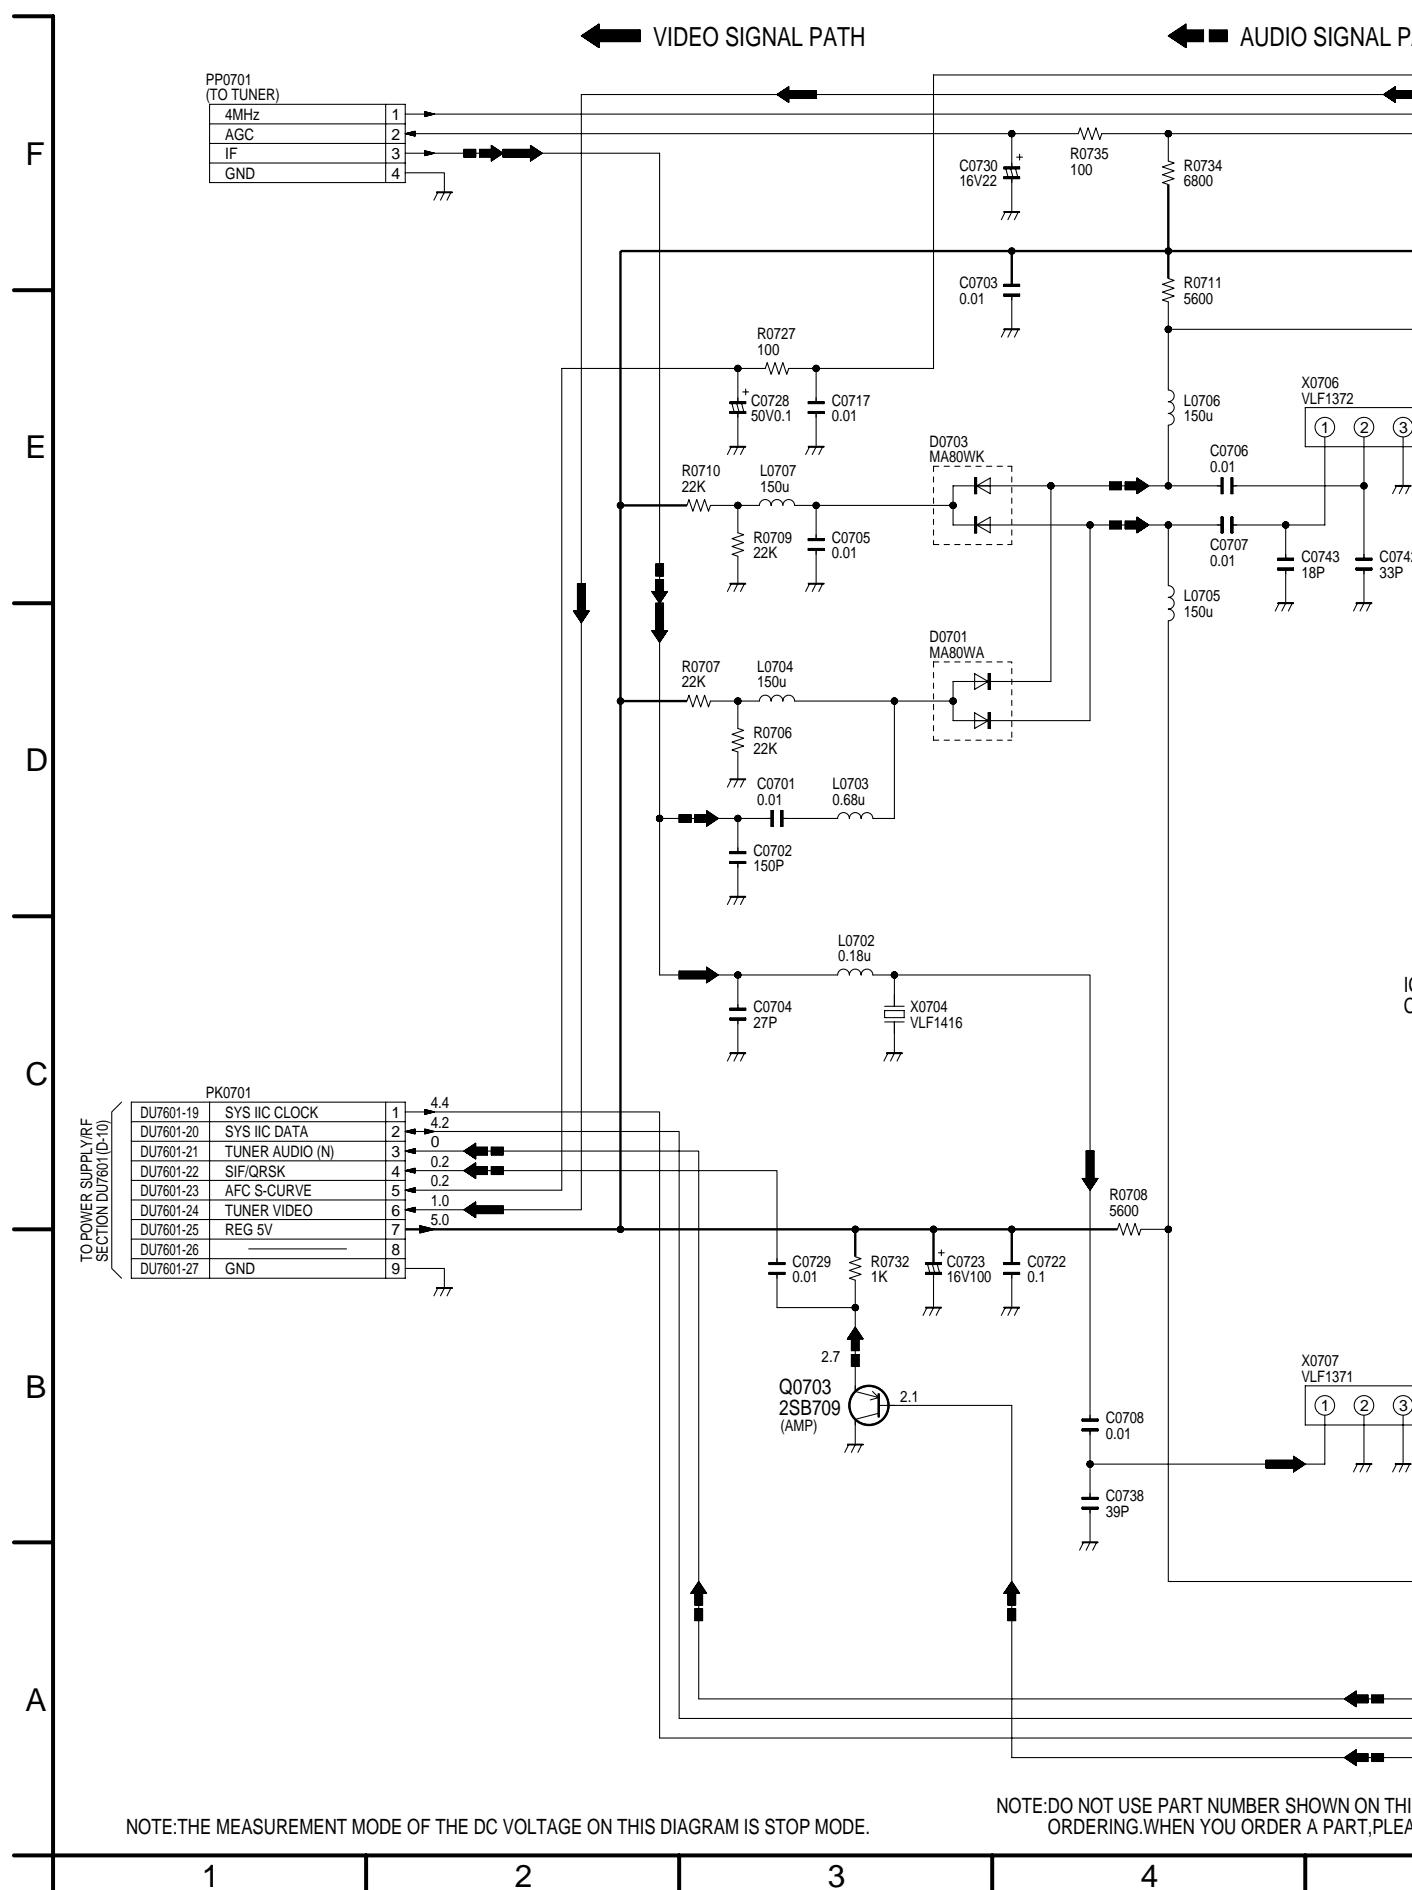 VIDEO SIGNAL PATH
AUDIO SIGNAL
PP0701
(TO TUNER)
4MHz 1
AGC 2
IF 3
GND 4
F
C0730
16V22
+
R0735
100
R0734
6800
C0703
0.01
R0711
5600
R0727
100
+
C0728
50V0.1
C0717
0.01
L0706
150u
X0706
VLF1372
1 2 3
E
D0703
MA80WK
C0706
0.01
R0710
22K
L0707
150u
R0709
22K
C0705
0.01
C0707
0.01
C0743
18P
33P
L0705
150u
D0701
MA80WA
R0707
22K
L0704
150u
R0706
22K
D
C0701
0.01
L0703
0.68u
C0702
150P
L0702
0.18u
C0704
27P
X0704
VLF1416
C
PK0701
TO POWER SUPPLY/RF
SECTION DU7601(D-10)
DU7601-19 SYS IIC CLOCK 1 4.4
DU7601-20 SYS IIC DATA 2 4.2
DU7601-21 TUNER AUDIO (N) 3 0
DU7601-22 SIF/QRSK 4 0.2
DU7601-23 AFC S-CURVE 5 0.2
DU7601-24 TUNER VIDEO 6 1.0
DU7601-25 REG 5V 7 5.0
DU7601-26 8
DU7601-27 GND 9
R0708
5600
C0729
0.01
R0732
1K
+
C0723
16V100
C0722
0.1
2.7
Q0703
2SB709
(AMP)
2.1
X0707
VLF1371
1 2 3
B
C0708
0.01
C0738
39P
A
NOTE:THE MEASUREMENT MODE OF THE DC VOLTAGE ON THIS DIAGRAM IS STOP MODE.
NOTE:DO NOT USE PART NUMBER SHOWN ON
ORDERING.WHEN YOU ORDER A PART,
1 2 3 4